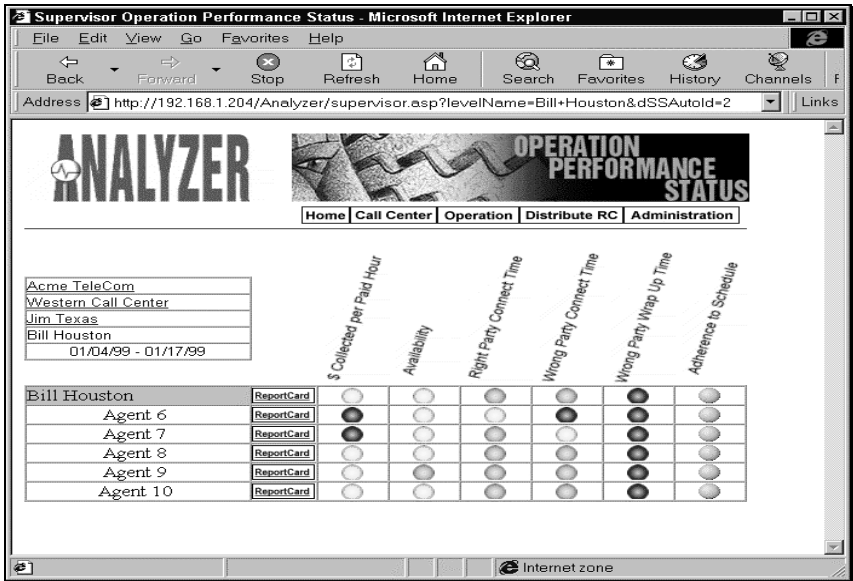 Supervisor Operation Performance Status - Microsoft Internet Explorer
File Edit View Go Favorites Help
Back Forward Stop Refresh Home Search Favorites History Channels F
Address http://192.168.1.204/Analyzer/supervisor.asp?levelName=Bill+Houston&dSSAutoId=2 Links
ANALYZER
OPERATION
PERFORMANCE
STATUS
Home Call Center Operation Distribute RC Administration
Acme TeleCom
Western Call Center
Jim Texas
Bill Houston
01/04/99 - 01/17/99
$ Collected per Paid Hour
Availability
Right Party Connect Time
Wrong Party Connect Time
Wrong Party Wrap Up Time
Adherence to Schedule
Bill Houston ReportCard
Agent 6 ReportCard
Agent 7 ReportCard
Agent 8 ReportCard
Agent 9 ReportCard
Agent 10 ReportCard
Internet zone